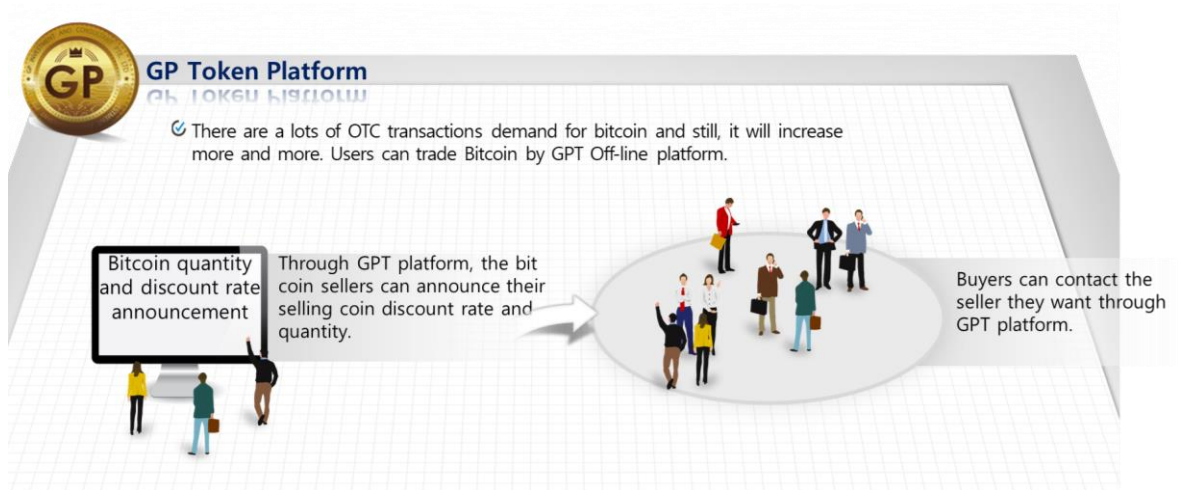 GP
GP Token Platform
There are a lots of OTC transactions demand for bitcoin and still, it will increase
more and more. Users can trade Bitcoin by GPT Off-line platform.
Bitcoin quantity
and discount rate
announcement
Through GPT platform, the bit
coin sellers can announce their
selling coin discount rate and
quantity.
Buyers can contact the
seller they want through
GPT platform.